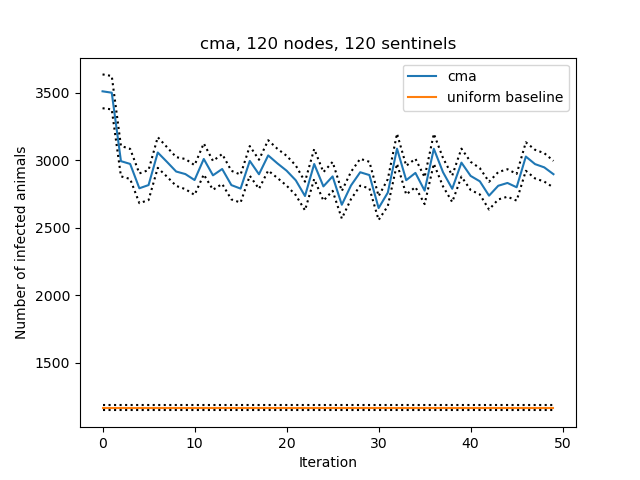 cma, 120 nodes, 120 sentinels
cma
uniform baseline
Number of infected animals
3500
3000
2500
2000
1500
0 10 20 30 40 50
Iteration